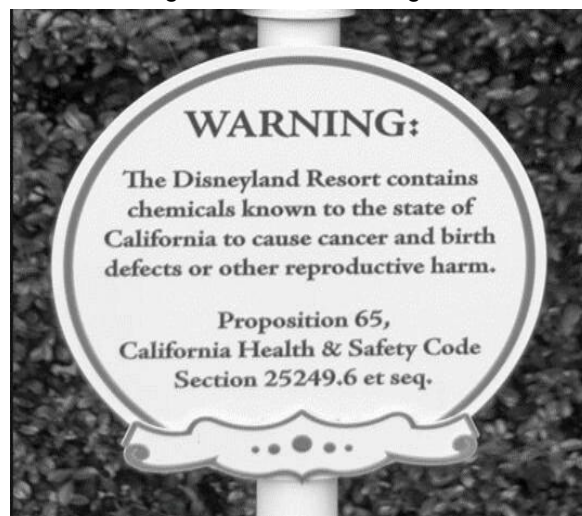 WARNING:
The Disneyland Resort contains
chemicals known to the state of
California to cause cancer and birth
defects or other reproductive harm.
Proposition 65,
California Health & Safety Code
Section 25249.6 et seq.